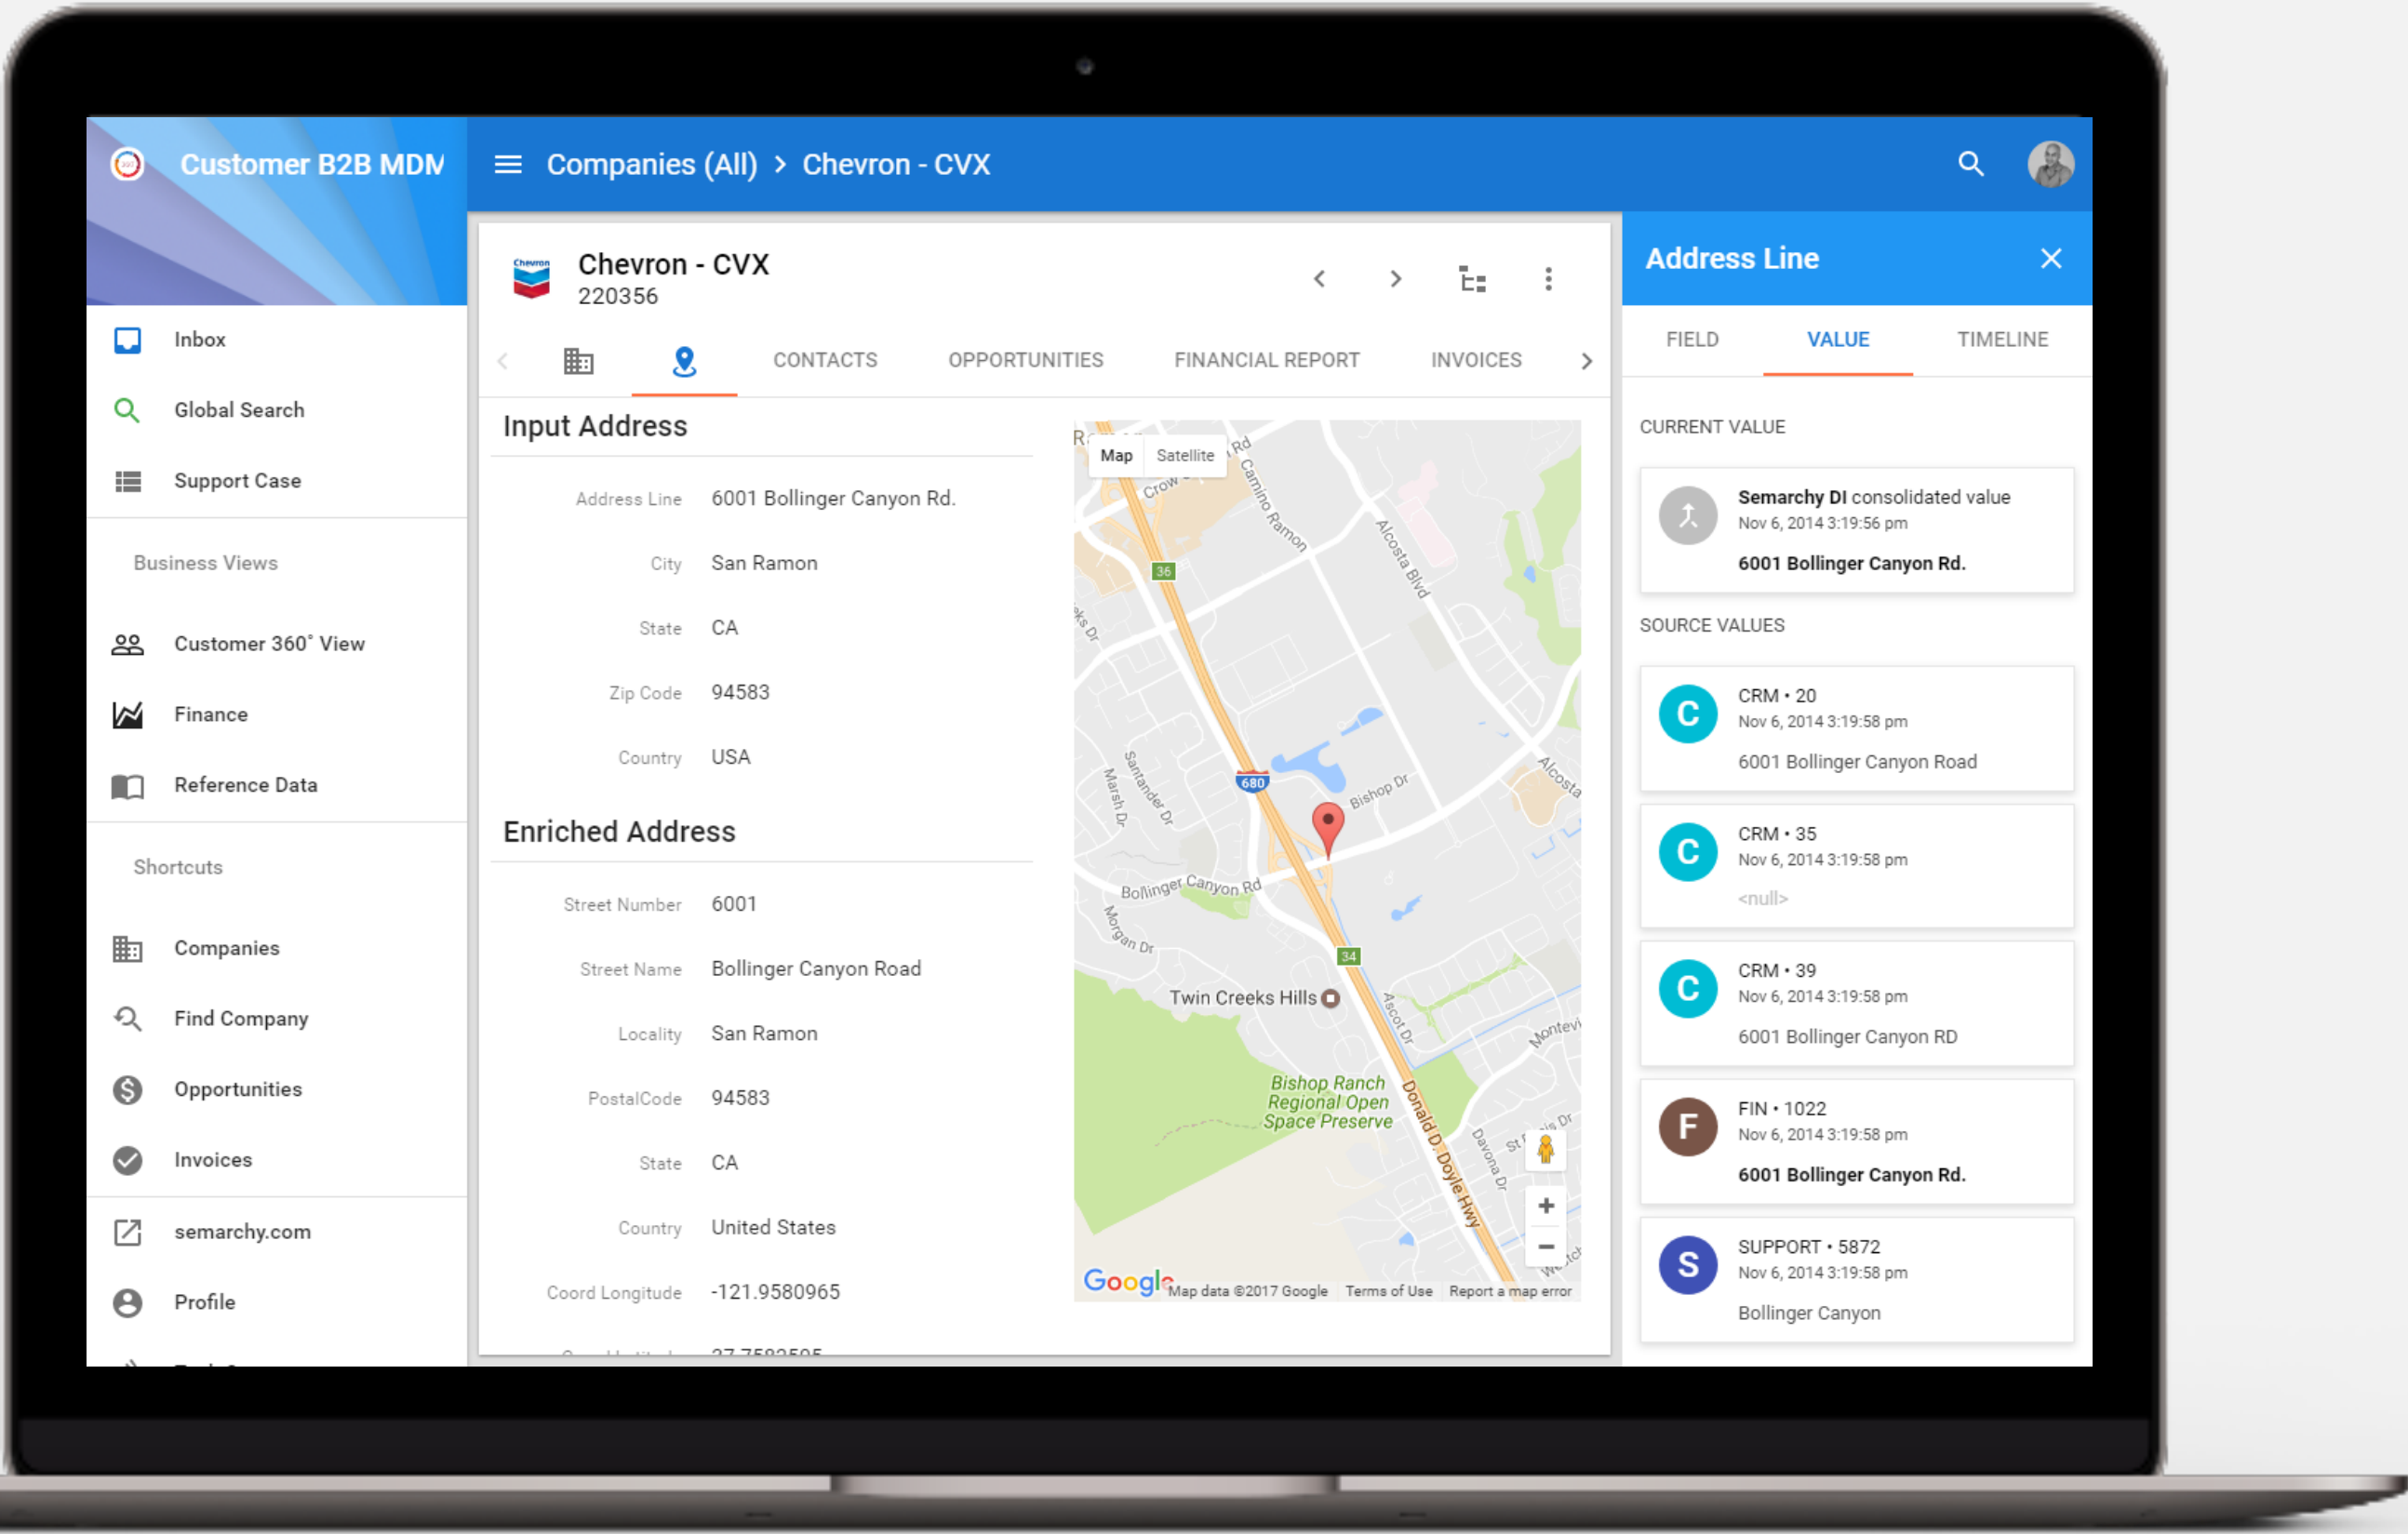 Customer B2B MDM
Companies (All) > Chevron - CVX
Inbox
Global Search
Support Case
Business Views
Customer 360° View
Finance
Reference Data
Shortcuts
Companies
Find Company
Opportunities
Invoices
semarchy.com
Profile
Chevron
Chevron - CVX
220356
CONTACTS
OPPORTUNITIES
FINANCIAL REPORT
INVOICES
Input Address
Address Line 6001 Bollinger Canyon Rd.
City San Ramon
State CA
Zip Code 94583
Country USA
Enriched Address
Street Number 6001
Street Name Bollinger Canyon Road
Locality San Ramon
PostalCode 94583
State CA
Country United States
Coord Longitude -121.9580965
Map
Satellite
Rd
Crow
Camino Ramon
Alcosta Blvd
36
ks Dr
Santander Dr
Marsh Dr
680
Bishop Dr
Alcosta
Bollinger Canyon Rd
Morgan Dr
34
Twin Creeks Hills
Ascot Dr
Montevi
Bishop Ranch
Regional Open
Space Preserve
Donald D. Doyle Hwy
Davona Dr
Google
Map data ©2017 Google
Terms of Use
Report a map error
Address Line
FIELD
VALUE
TIMELINE
CURRENT VALUE
Semarchy DI consolidated value
Nov 6, 2014 3:19:56 pm
6001 Bollinger Canyon Rd.
SOURCE VALUES
C
CRM • 20
Nov 6, 2014 3:19:58 pm
6001 Bollinger Canyon Road
C
CRM • 35
Nov 6, 2014 3:19:58 pm
<null>
C
CRM • 39
Nov 6, 2014 3:19:58 pm
6001 Bollinger Canyon RD
F
FIN • 1022
Nov 6, 2014 3:19:58 pm
6001 Bollinger Canyon Rd.
S
SUPPORT • 5872
Nov 6, 2014 3:19:58 pm
Bollinger Canyon